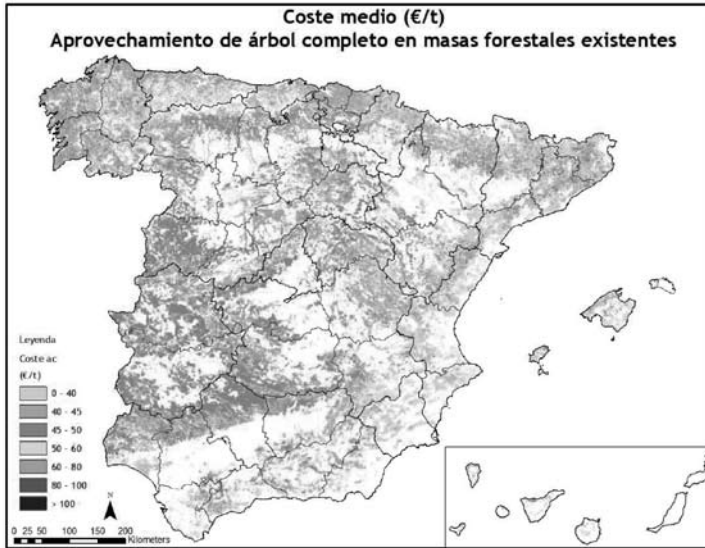 Coste medio (€/t)
Aprovechamiento de árbol completo en masas forestales existentes
Leyenda
Coste ac
(€/t)
0 - 40
40 - 45
45 - 50
50 - 60
60 - 80
80 - 100
> 100
N
0 25 50 100 150 200
Kilometers